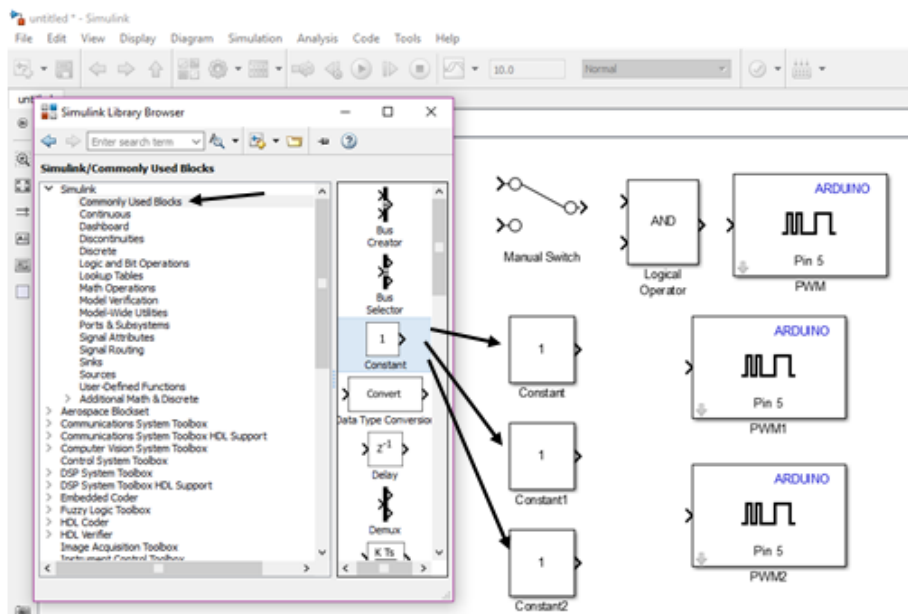 untitled * - Simulink
File Edit View Display Diagram Simulation Analysis Code Tools Help
10.0 Normal
Simulink Library Browser
Enter search term
Simulink/Commonly Used Blocks
Simulink
Commonly Used Blocks
Continuous
Dashboard
Discontinuities
Discrete
Logic and Bit Operations
Lookup Tables
Math Operations
Model Verification
Model-Wide Utilities
Ports & Subsystems
Signal Attributes
Signal Routing
Sinks
Sources
User-Defined Functions
Additional Math & Discrete
Aerospace Blockset
Communications System Toolbox
Communications System Toolbox HDL Support
Computer Vision System Toolbox
Control System Toolbox
DSP System Toolbox
DSP System Toolbox HDL Support
Embedded Coder
Fuzzy Logic Toolbox
HDL Coder
HDL Verifier
Image Acquisition Toolbox
Instrument Control Toolbox
Bus
Creator
Bus
Selector
1
Constant
Convert
Data Type Conversion
Z-1
Delay
Demux
K Ts
Manual Switch
AND
Logical
Operator
ARDUINO
Pin 5
PWM
1
Constant
ARDUINO
Pin 5
PWM1
1
Constant1
ARDUINO
Pin 5
PWM2
1
Constant2